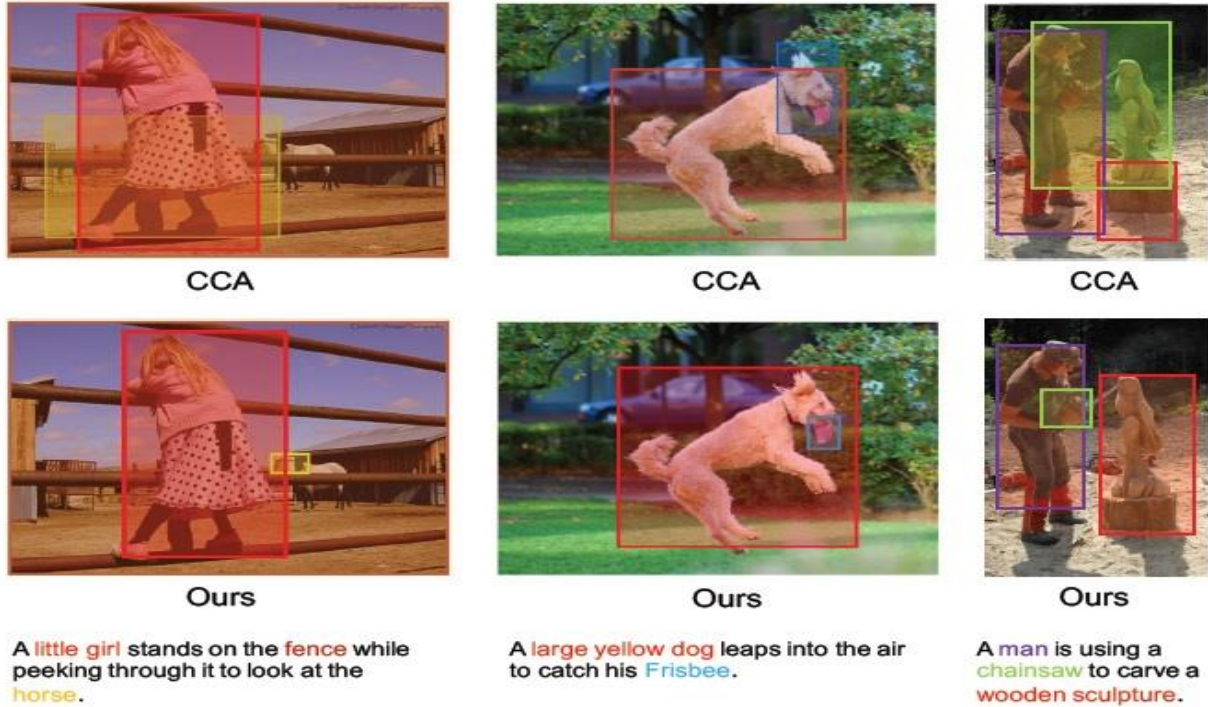 CCA
CCA
CCA
Ours
Ours
Ours
A little girl stands on the fence while
peeking through it to look at the
horse.
A large yellow dog leaps into the air
to catch his Frisbee.
A man is using a
chainsaw to carve a
wooden sculpture.